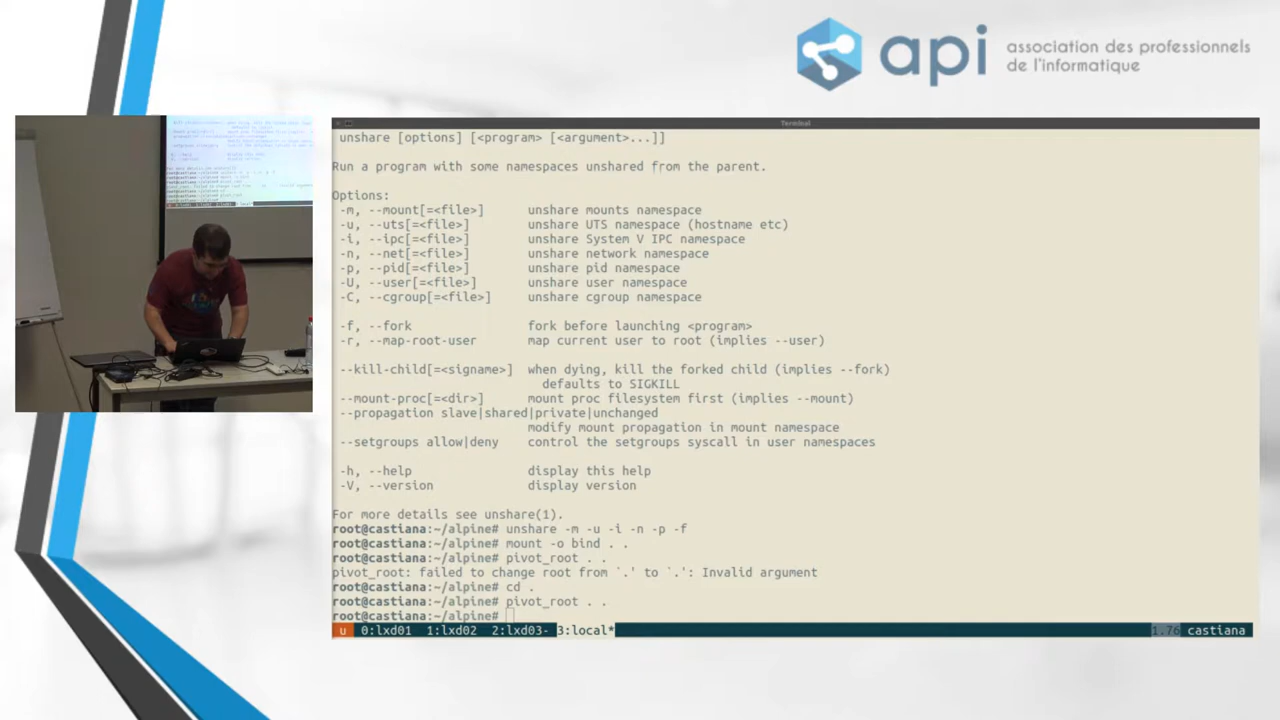 api
association des professionnels
de l'informatique
Terminal
unshare [options] [<program> [<argument>...]]
Run a program with some namespaces unshared from the parent.
Options:
-m, --mount[=<file>] unshare mounts namespace
-u, --uts[=<file>] unshare UTS namespace (hostname etc)
-i, --ipc[=<file>] unshare System V IPC namespace
-n, --net[=<file>] unshare network namespace
-p, --pid[=<file>] unshare pid namespace
-U, --user[=<file>] unshare user namespace
-C, --cgroup[=<file>] unshare cgroup namespace
-f, --fork fork before launching <program>
-r, --map-root-user map current user to root (implies --user)
--kill-child[=<signame>] when dying, kill the forked child (implies --fork)
defaults to SIGKILL
--mount-proc[=<dir>] mount proc filesystem first (implies --mount)
--propagation slave|shared|private|unchanged
modify mount propagation in mount namespace
--setgroups allow|deny control the setgroups syscall in user namespaces
-h, --help display this help
-V, --version display version
For more details see unshare(1).
root@castiana:~/alpine# unshare -m -u -i -n -p -f
root@castiana:~/alpine# mount -o bind . .
root@castiana:~/alpine# pivot_root . .
pivot_root: failed to change root from `.' to `.': Invalid argument
root@castiana:~/alpine# cd .
root@castiana:~/alpine# pivot_root . .
root@castiana:~/alpine#
u 0:lxd01 1:lxd02 2:lxd03- 3:local* 1.76 castiana